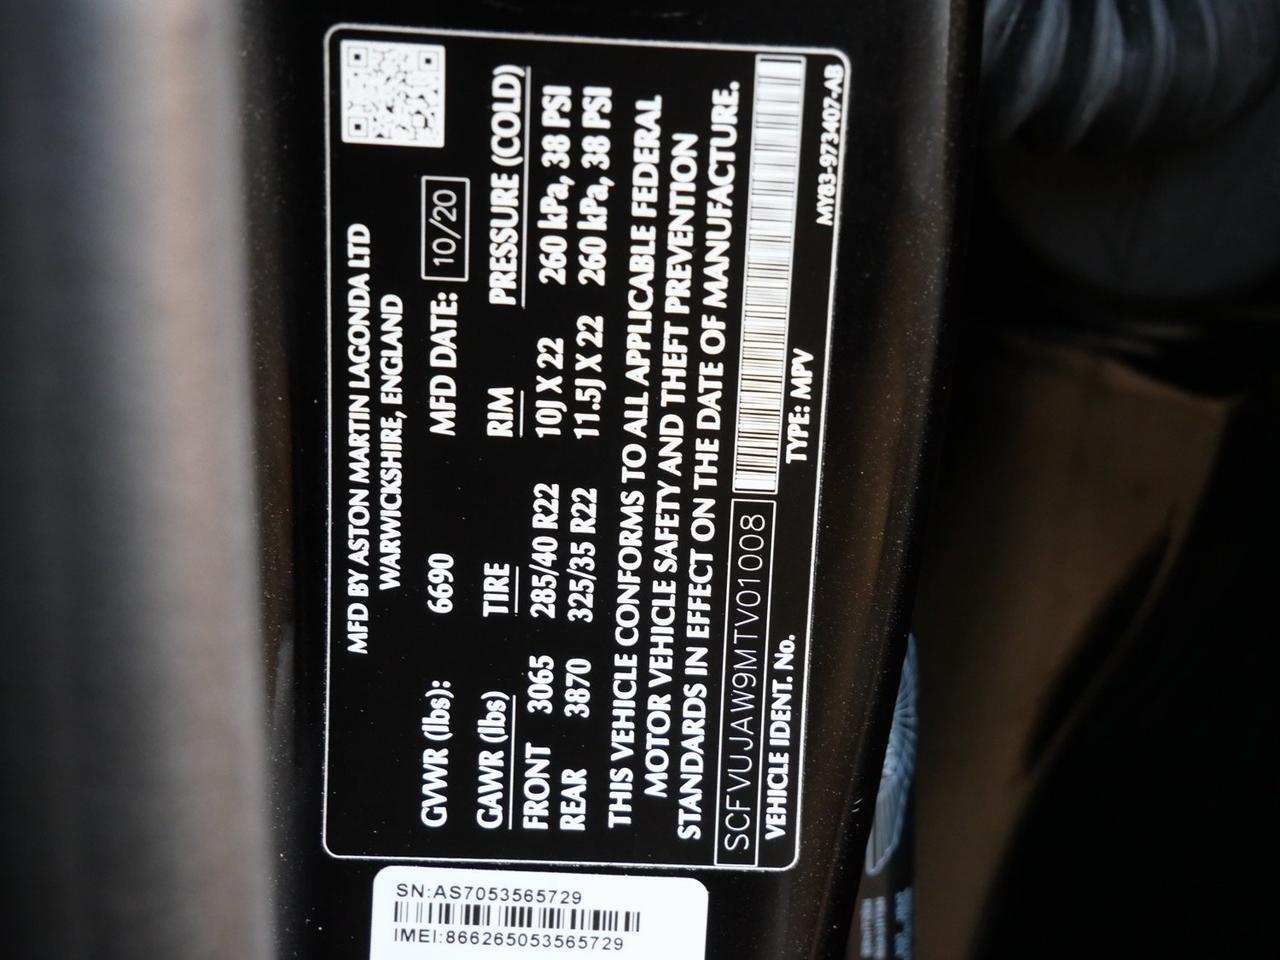 MFD BY ASTON MARTIN LAGONDA LTD
WARWICKSHIRE, ENGLAND
GVWR (lbs): 6690 MFD DATE: 10/20
GAWR (lbs) TIRE RIM PRESSURE (COLD)
FRONT 3065 285/40 R22 10J X 22 260 kPa, 38 PSI
REAR 3870 325/35 R22 11.5J X 22 260 kPa, 38 PSI
THIS VEHICLE CONFORMS TO ALL APPLICABLE FEDERAL
MOTOR VEHICLE SAFETY AND THEFT PREVENTION
STANDARDS IN EFFECT ON THE DATE OF MANUFACTURE.
SCFVUJAW9MTV01008
VEHICLE IDENT. No. TYPE: MPV
MY83-973407-AB
SN:AS7053565729
IMEI:866265053565729